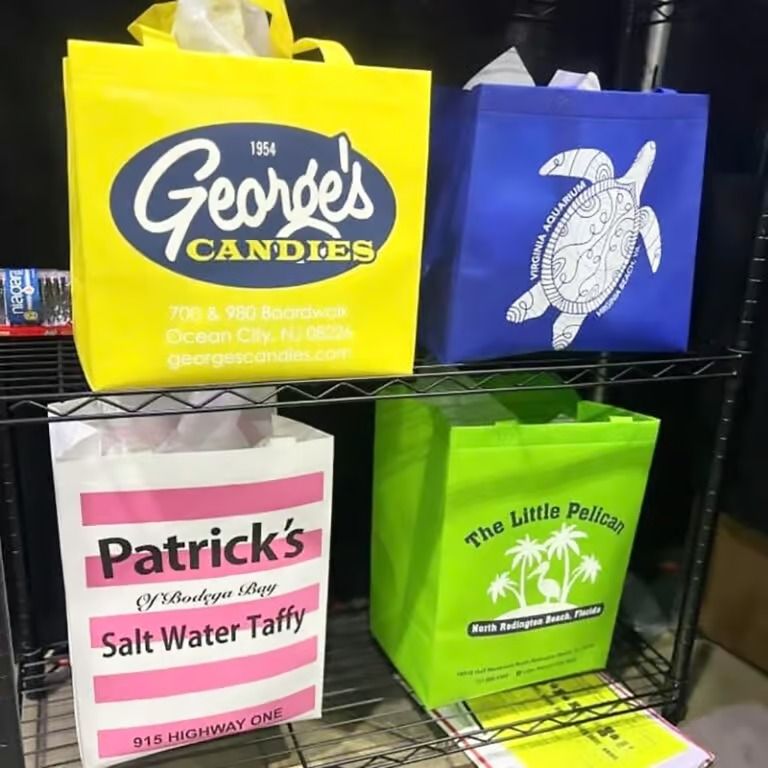 1954
George's
CANDIES
700 & 980 Boardwalk
Ocean City, NJ 08226
georgescandies.com
VIRGINIA AQUARIUM
VIRGINIA BEACH, VA
niagara
Patrick's
Of Bodega Bay
Salt Water Taffy
915 HIGHWAY ONE
The Little Pelican
North Redington Beach, Florida